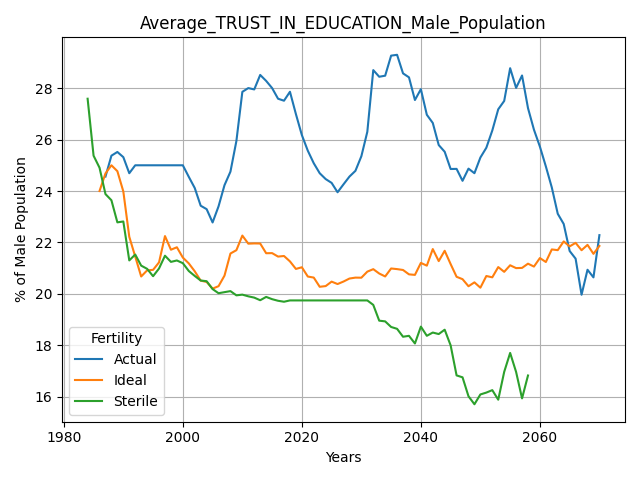 Average_TRUST_IN_EDUCATION_Male_Population
% of Male Population
28
26
24
22
20
18
16
Fertility
Actual
Ideal
Sterile
1980 2000 2020 2040 2060
Years